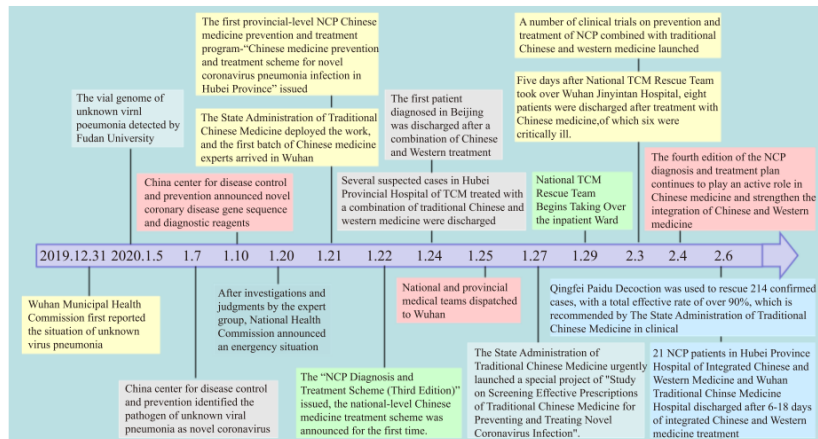 The first provincial-level NCP Chinese
medicine prevention and treatment
program-“Chinese medicine prevention
and treatment scheme for novel
coronavirus pneumonia infection in
Hubei Province” issued
A number of clinical trials on prevention and
treatment of NCP combined with traditional
Chinese and western medicine launched
The vial genome of
unknown virnl
poeumonia detected by
Fudan University
The State Administration of Traditional
Chinese Medicine deployed the work,
and the first batch of Chinese medicine
experts arrived in Wuhan
The first patient
diagnosed in Beijing
was discharged after a
combination of Chinese
and Western treatment
Five days after National TCM Rescue Team
took over Wuhan Jinyintan Hospital, eight
patients were discharged after treatment with
Chinese medicine,of which six were
critically ill.
China center for disease control
and prevention announced novel
coronary disease gene sequence
and diagnostic reagents
Several suspected cases in Hubei
Provincial Hospital of TCM treated with
a combination of traditional Chinese and
western medicine were discharged
National TCM
Rescue Team
Begins Taking Over
the inpatient Ward
The fourth edition of the NCP
diagnosis and treatment plan
continues to play an active role in
Chinese medicine and strengthen the
integration of Chinese and Western
medicine
2019.12.31 2020.1.5 1.7 1.10 1.20 1.21 1.22 1.24 1.25 1.27 1.29 2.3 2.4 2.6
Wuhan Municipal Health
Commission first reported
the situation of unknown
virus pneumonia
After investigations and
judgments by the expert
group, National Health
Commission announced
an energency situation
National and provincial
medical teams dispatched
to Wuhan
Qingfei Paidu Decoction was used to rescue 214 confirmed
cases, with a total effective rate of over 90%, which is
recommended by The State Administration of Traditional
Chinese Medicine in clinical
China center for disease control
and prevention identified the
pathogen of unknown viral
pneumonia as novel coronavirus
The “NCP Diagnosis and
Treatment Scheme (Third Edition)”
issued, the national-level Chinese
medicine treatment scheme was
announced for the first time.
The State Administration of
Traditional Chinese Medicine urgently
launched a special project of "Study
on Screening Effective Prescriptions
of Traditional Chinese Medicine for
Preventing and Treating Novel
Coronavirus Infection".
21 NCP patients in Hubei Province
Hospital of Integrated Chinese and
Western Medicine and Wuhan
Traditional Chinse Medicine
Hospital discharged after 6-18 days
of integrated Chinese and Western
medicine treatment